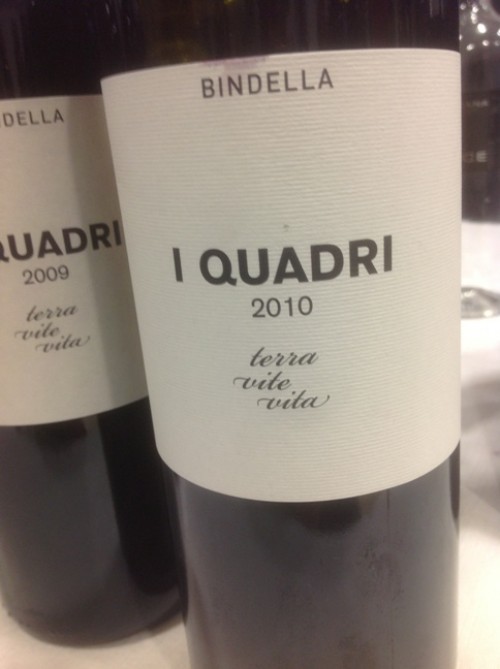 BINDELLA
I QUADRI
2010
terra
vite
vita
DELLA
QUADRI
2009
terra
vite
vita